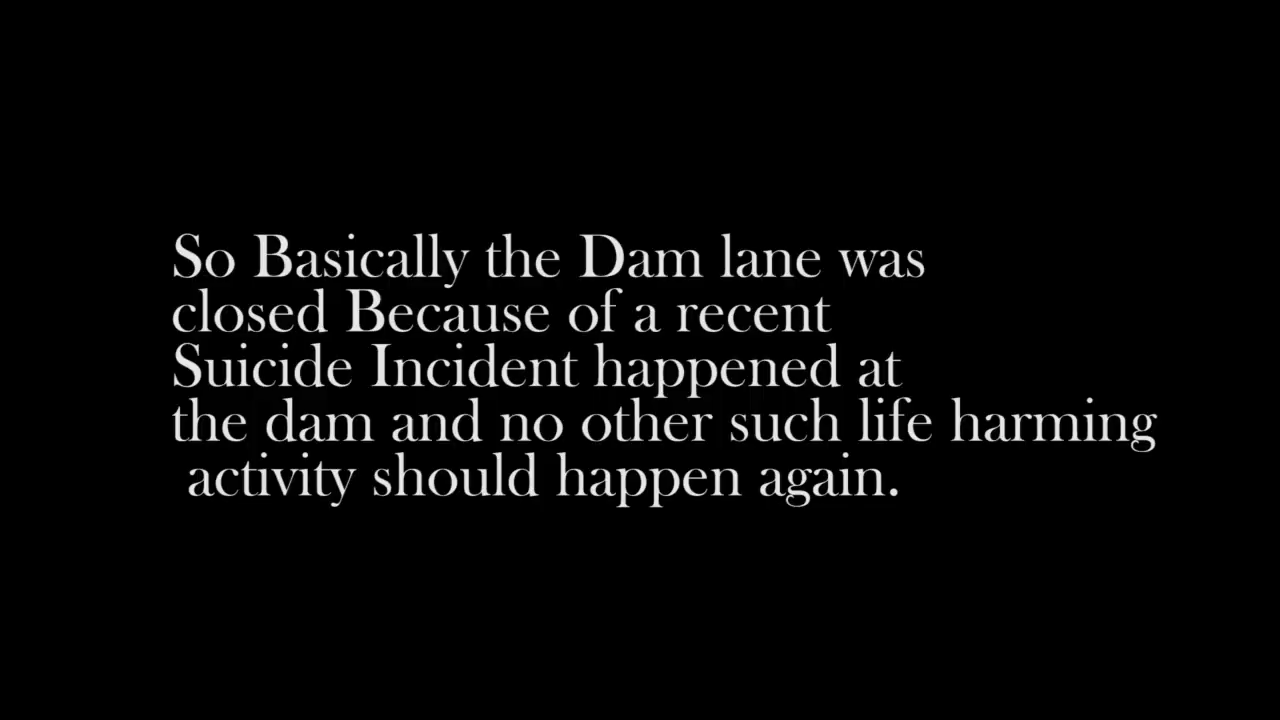 So Basically the Dam lane was
closed Because of a recent
Suicide Incident happened at
the dam and no other such life harming
activity should happen again.